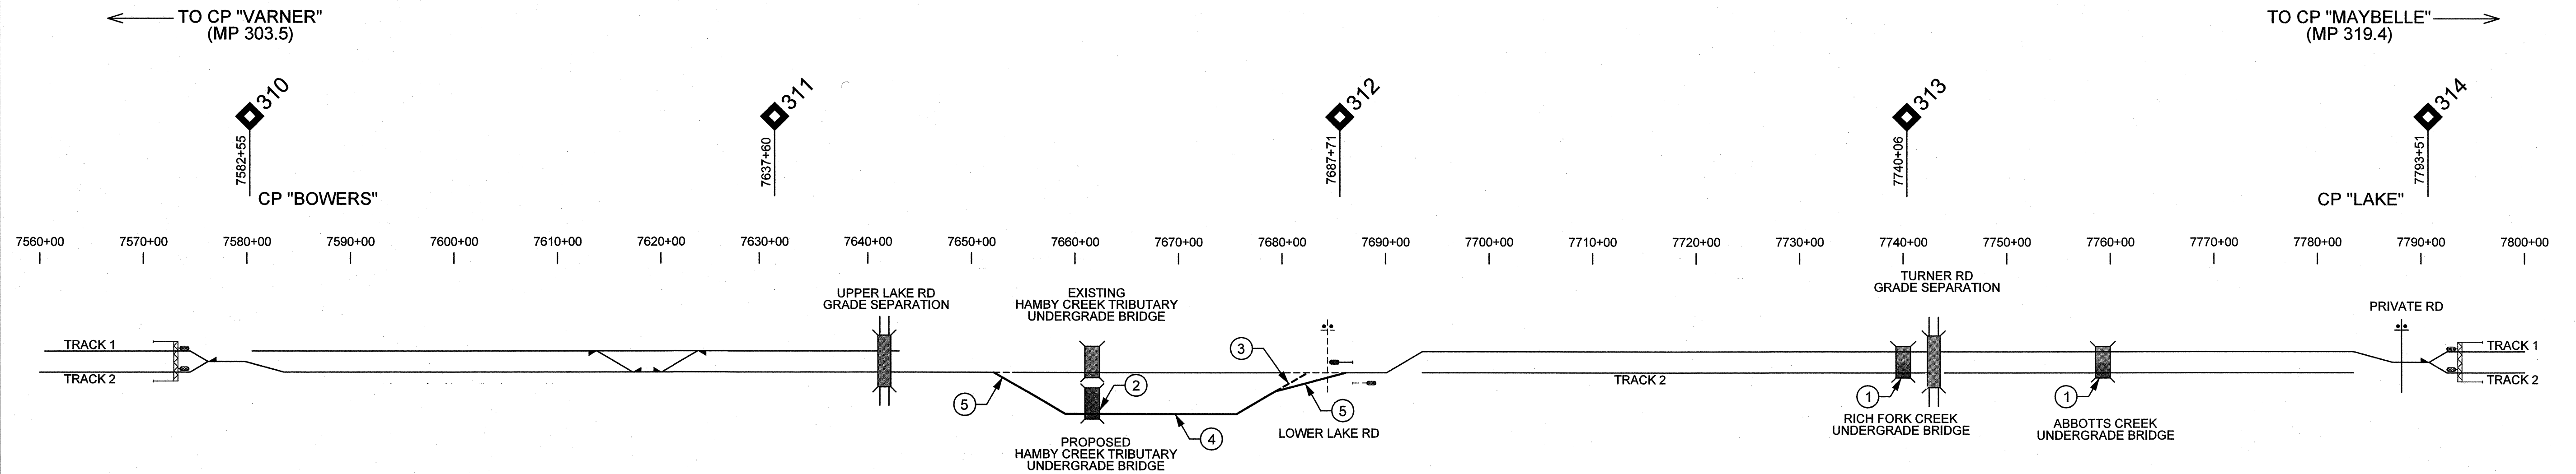 TO CP "VARNER"
(MP 303.5)
TO CP "MAYBELLE"
(MP 319.4)
310
311
312
313
314
7582+55
7637+60
7687+71
7740+06
7793+51
CP "BOWERS"
CP "LAKE"
7560+00 7570+00 7580+00 7590+00 7600+00 7610+00 7620+00 7630+00 7640+00 7650+00 7660+00 7670+00 7680+00 7690+00 7700+00 7710+00 7720+00 7730+00 7740+00 7750+00 7760+00 7770+00 7780+00 7790+00 7800+00
UPPER LAKE RD
GRADE SEPARATION
EXISTING
HAMBY CREEK TRIBUTARY
UNDERGRADE BRIDGE
TURNER RD
GRADE SEPARATION
PRIVATE RD
TRACK 1
TRACK 2
3
2
5
4
5
LOWER LAKE RD
PROPOSED
HAMBY CREEK TRIBUTARY
UNDERGRADE BRIDGE
TRACK 2
1
RICH FORK CREEK
UNDERGRADE BRIDGE
1
ABBOTTS CREEK
UNDERGRADE BRIDGE
TRACK 1
TRACK 2